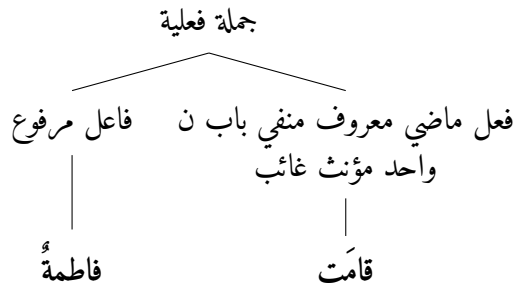 جملة فعلية
فعل ماضي معروف منفي باب ن
واحد مؤنث غائب
فاعل مرفوع
قامَت
فاطمةٌ